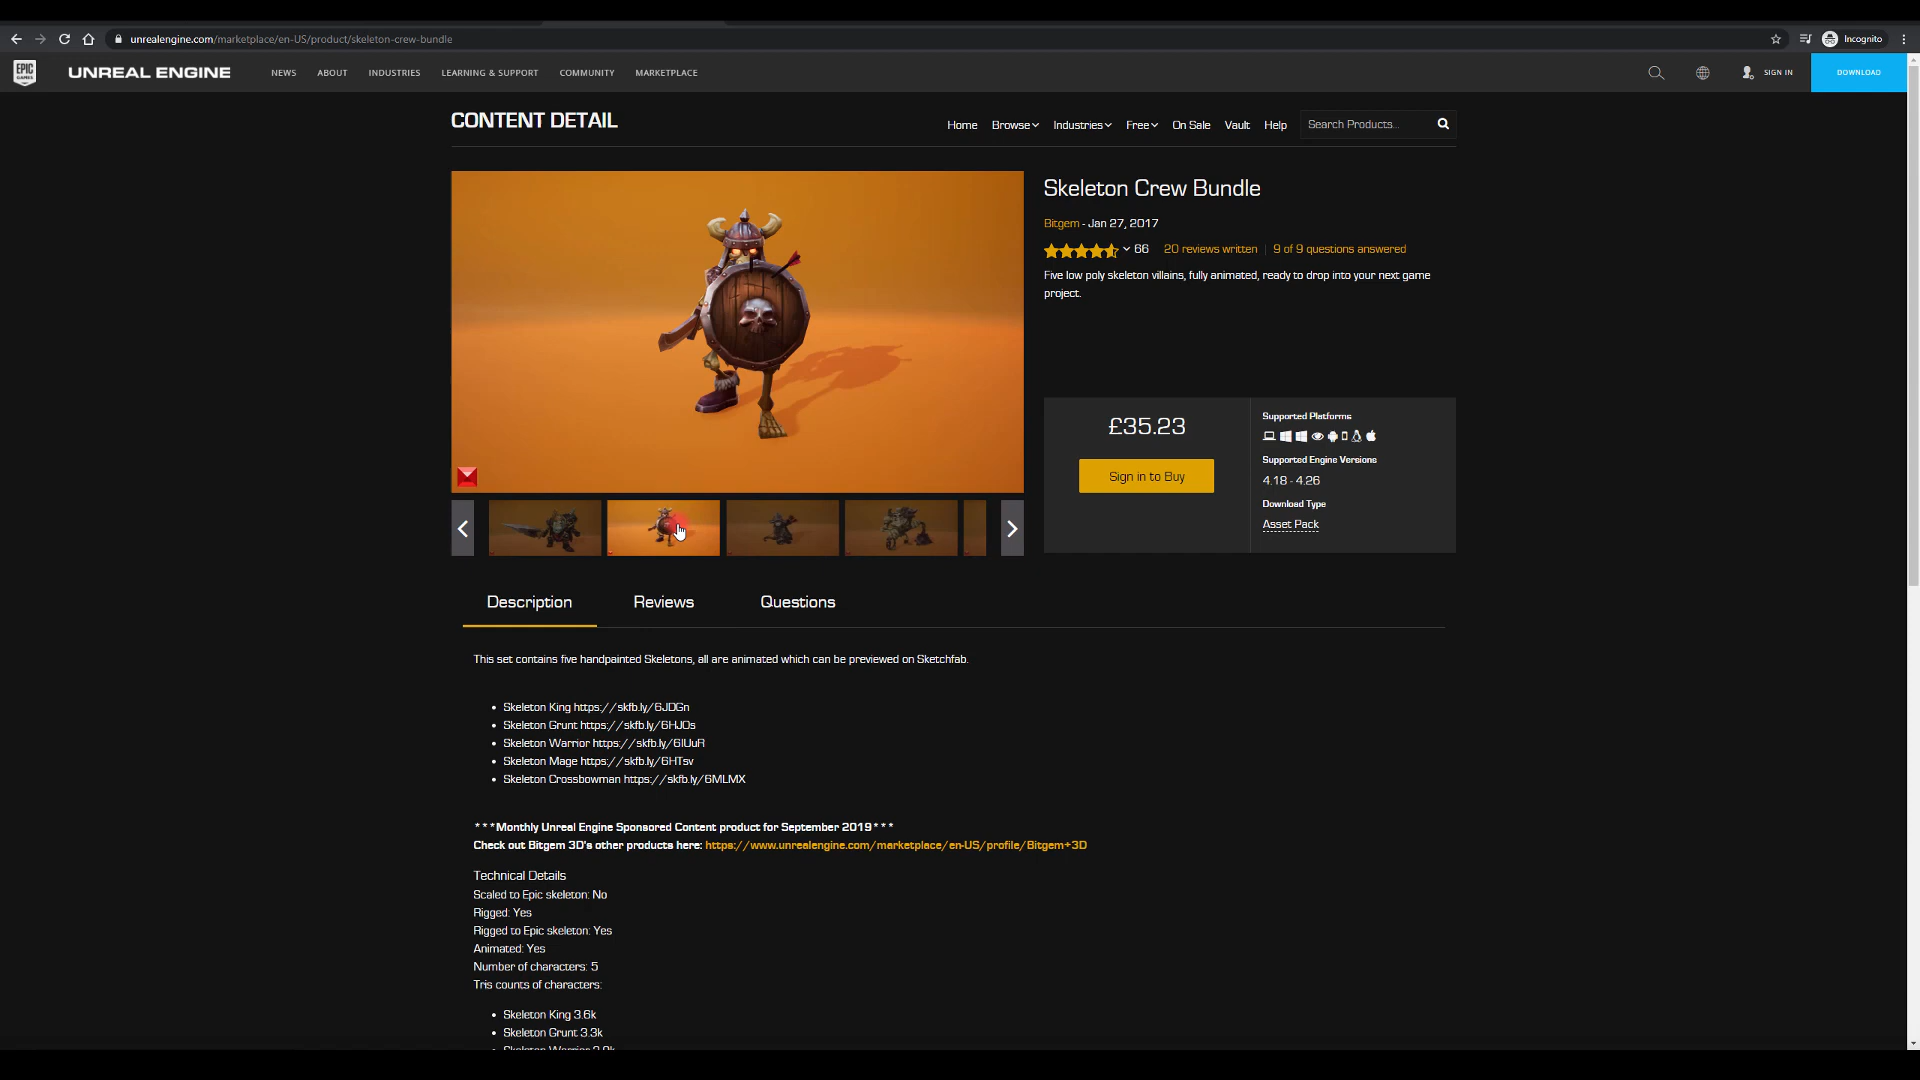 unrealengine.com/marketplace/en-US/product/skeleton-crew-bundle
Incognito
EPIC GAMES
UNREAL ENGINE
NEWS
ABOUT
INDUSTRIES
LEARNING & SUPPORT
COMMUNITY
MARKETPLACE
SIGN IN
DOWNLOAD
CONTENT DETAIL
Home
Browse
Industries
Free
On Sale
Vault
Help
Search Products...
Skeleton Crew Bundle
Bitgem - Jan 27, 2017
66
20 reviews written
9 of 9 questions answered
Five low poly skeleton villains, fully animated, ready to drop into your next game
project.
£35.23
Sign in to Buy
Supported Platforms
Supported Engine Versions
4.18 - 4.26
Download Type
Asset Pack
Description
Reviews
Questions
This set contains five handpainted Skeletons, all are animated which can be previewed on Sketchfab.
• Skeleton King https://skfb.ly/6JDGn
• Skeleton Grunt https://skfb.ly/6HJOs
• Skeleton Warrior https://skfb.ly/6IUuR
• Skeleton Mage https://skfb.ly/6HTsv
• Skeleton Crossbowman https://skfb.ly/6MLMX
***Monthly Unreal Engine Sponsored Content product for September 2019***
Check out Bitgem 3D's other products here: https://www.unrealengine.com/marketplace/en-US/profile/Bitgem+3D
Technical Details
Scaled to Epic skeleton: No
Rigged: Yes
Rigged to Epic skeleton: Yes
Animated: Yes
Number of characters: 5
Tris counts of characters:
• Skeleton King 3.6k
• Skeleton Grunt 3.3k
• Skeleton Warrior